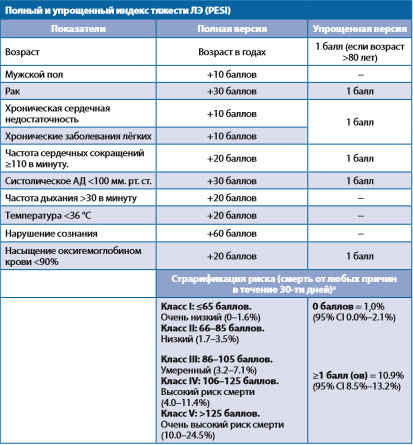 Полный и упрощенный индекс тяжести ЛЭ (PESI)
Показатели Полная версия Упрощенная версия
Возраст Возраст в годах 1 балл (если возраст
>80 лет)
Мужской пол +10 баллов –
Рак +30 баллов 1 балл
Хроническая сердечная
недостаточность +10 баллов
1 балл
Хронические заболевания лёгких +10 баллов
Частота сердечных сокращений
≥110 в минуту. +20 баллов 1 балл
Систолическое АД <100 мм. рт. ст. +30 баллов 1 балл
Частота дыхания >30 в минуту +20 баллов –
Температура <36 °C +20 баллов –
Нарушение сознания +60 баллов –
Насыщение оксигемоглобином
крови <90% +20 баллов 1 балл
Страрификация риска {смерть от любых причин
в течение 30-ти дней)ª
Класс I: ≤65 баллов.
Очень низкий (0–1.6%)
Класс II: 66–85 баллов.
Низкий (1.7–3.5%)
Класс III: 86–105 баллов.
Умеренный (3.2–7.1%)
Класс IV: 106–125 баллов.
Высокий риск смерти
(4.0–11.4%)
Класс V: >125 баллов.
Очень высокий риск смерти
(10.0–24.5%)
0 баллов = 1,0%
(95% CI 0.0%–2.1%)
≥1 балл (ов) = 10.9%
(95% CI 8.5%–13.2%)